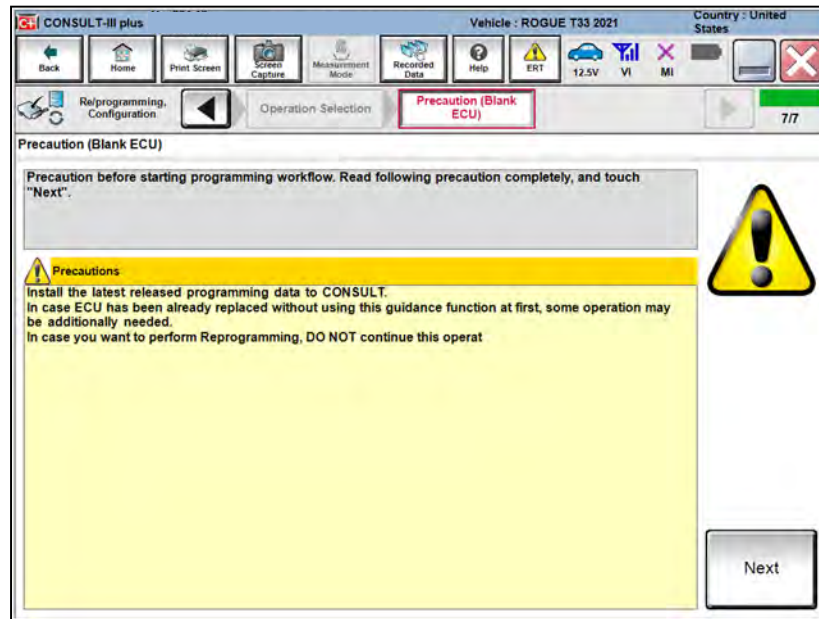 CONSULT-III plus
Vehicle : ROGUE T33 2021
Country : United
States
Back
Home
Print Screen
Screen
Capture
Measurement
Mode
Recorded
Data
Help
ERT
12.5V
VI
MI
Re/programming,
Configuration
Operation Selection
Precaution (Blank
ECU)
7/7
Precaution (Blank ECU)
Precaution before starting programming workflow. Read following precaution completely, and touch
"Next".
Precautions
Install the latest released programming data to CONSULT.
In case ECU has been already replaced without using this guidance function at first, some operation may
be additionally needed.
In case you want to perform Reprogramming, DO NOT continue this operat
Next